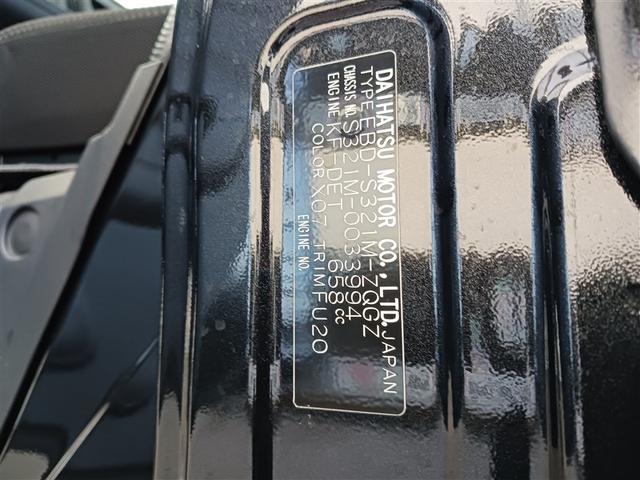 DAIHATSU MOTOR CO.,LTD. JAPAN
TYPE EBD-S321M-ZQGZ
CHASSIS NO. S321M-0033994
ENGINE KF-DET 658cc
COLOR X07 TRIM FU20
ENGINE NO.